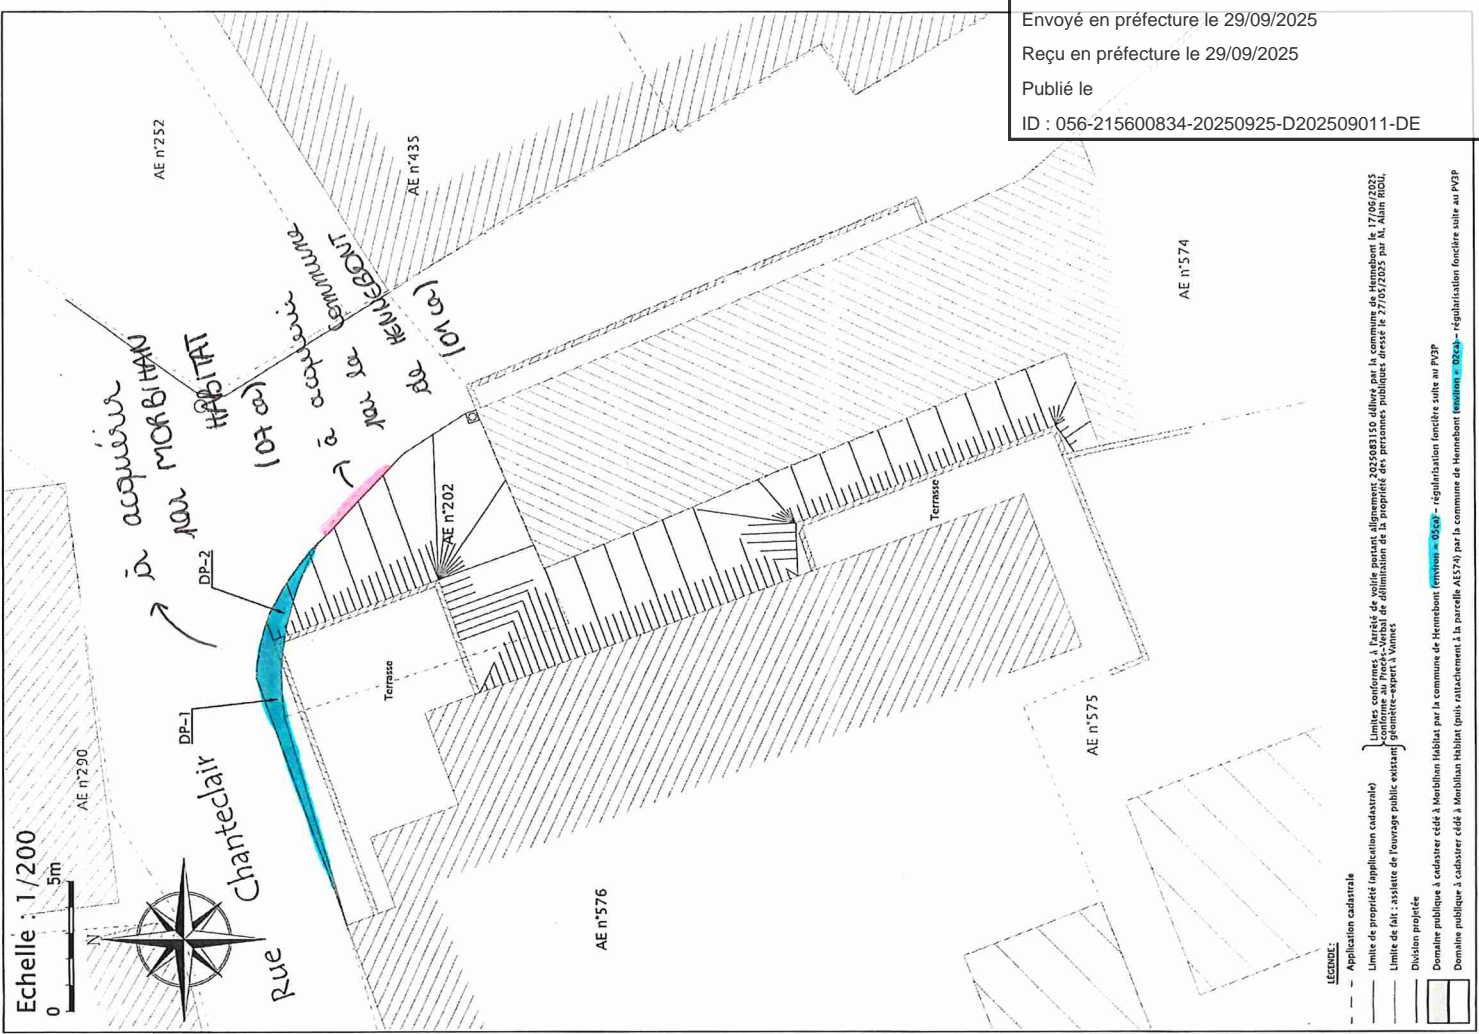 Envoyé en préfecture le 29/09/2025
Reçu en préfecture le 29/09/2025
Publié le
ID : 056-215600834-20250925-D202509011-DE
Echelle : 1/200
0 5m
N
Rue Chanteclair
AE n°290
AE n°252
AE n°435
à acquérir
par MORBIHAN
HABITAT
(07 ca)
à acquérir
par la commune
de HENNEBONT
(01 ca)
DP-1
DP-2
AE n°202
Terrasse
Terrasse
AE n°574
AE n°575
AE n°576
LÉGENDE :
Application cadastrale
Limite de propriété (application cadastrale)
Limite de fait : assiette de l'ouvrage public existant
Limites conformes à l'arrêté de voirie portant alignement 2025083150 délivré par la commune de Hennebont le 17/06/2025
conforme au Procès-Verbal de délimitation de la propriété des personnes publiques dressé le 27/05/2025 par M. Alain RIOU,
géomètre-expert à Vannes
Division projetée
Domaine publique à cadastrer cédé à Morbihan Habitat par la commune de Hennebont (environ = 05ca) - régularisation foncière suite au PV3P
Domaine publique à cadastrer cédé à Morbihan Habitat (puis rattachement à la parcelle AE574) par la commune de Hennebont (environ = 02ca) - régularisation foncière suite au PV3P